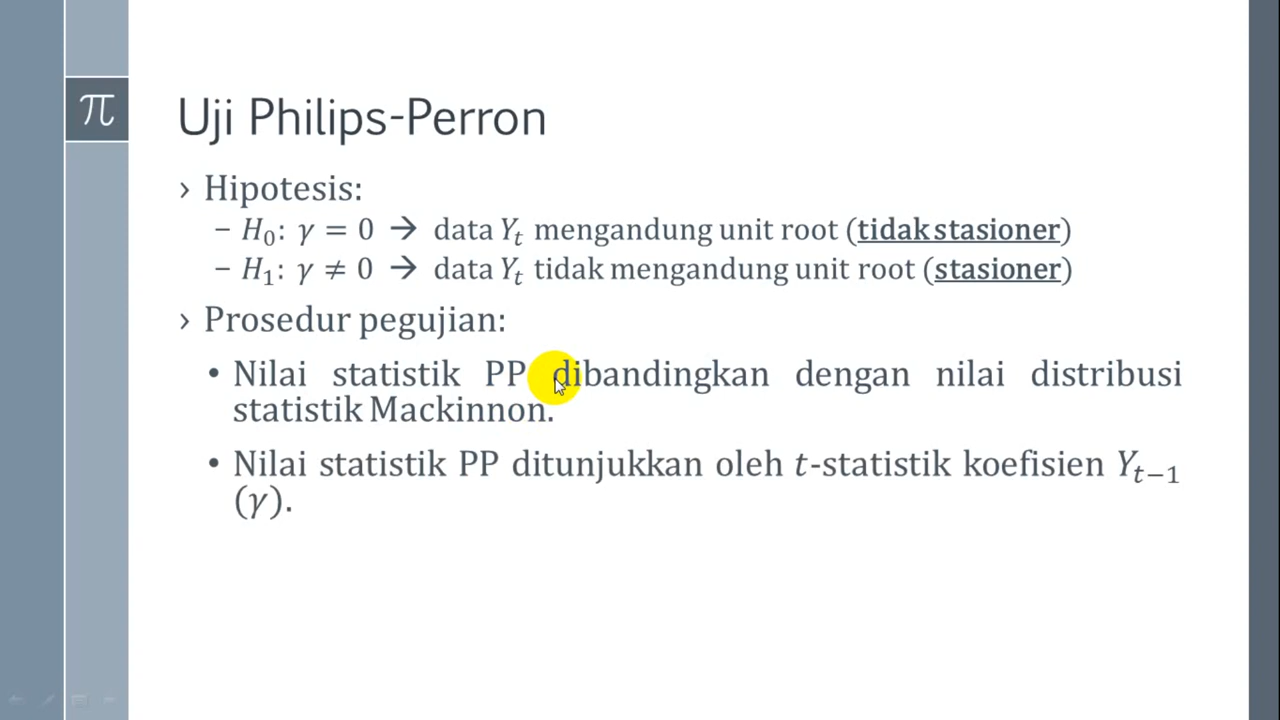 π
Uji Philips-Perron
› Hipotesis:
– H₀: γ = 0 → data Yₜ mengandung unit root (tidak stasioner)
– H₁: γ ≠ 0 → data Yₜ tidak mengandung unit root (stasioner)
› Prosedur pegujian:
• Nilai statistik PP dibandingkan dengan nilai distribusi
statistik Mackinnon.
• Nilai statistik PP ditunjukkan oleh t-statistik koefisien Yₜ₋₁
(γ).